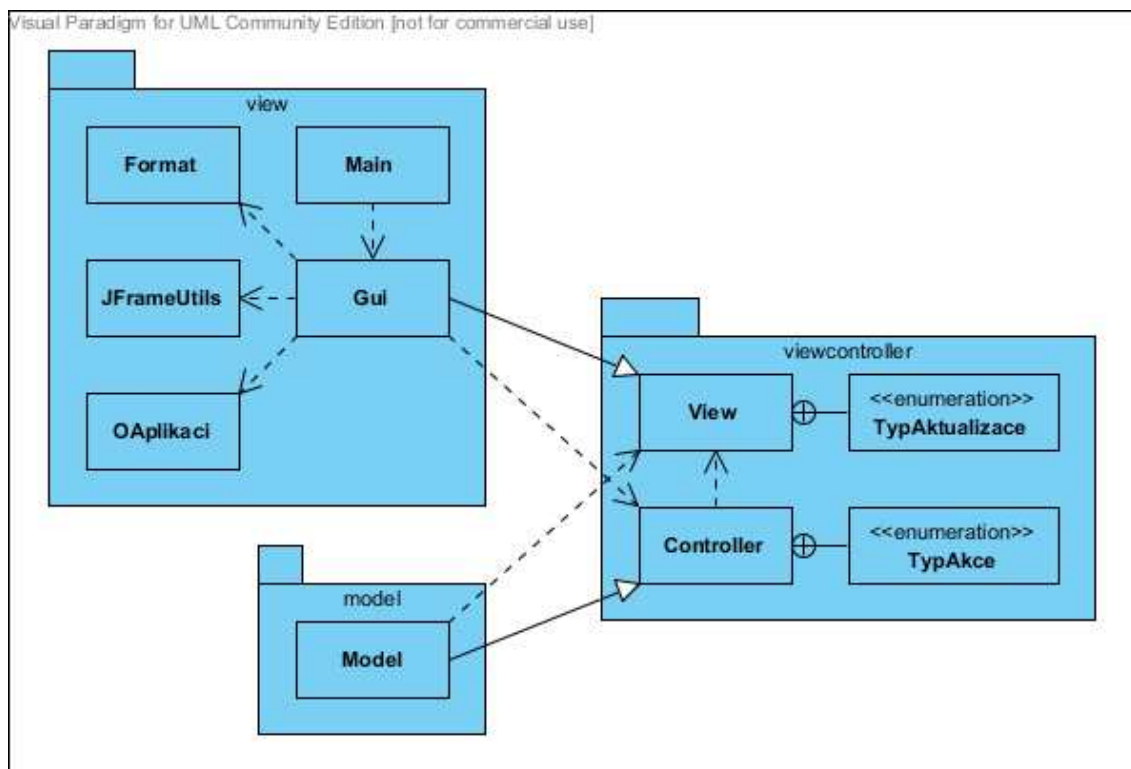 Visual Paradigm for UML Community Edition [not for commercial use]
view
Format
Main
JFrameUtils
Gui
OAplikaci
viewcontroller
View
<<enumeration>>
TypAktualizace
Controller
<<enumeration>>
TypAkce
model
Model